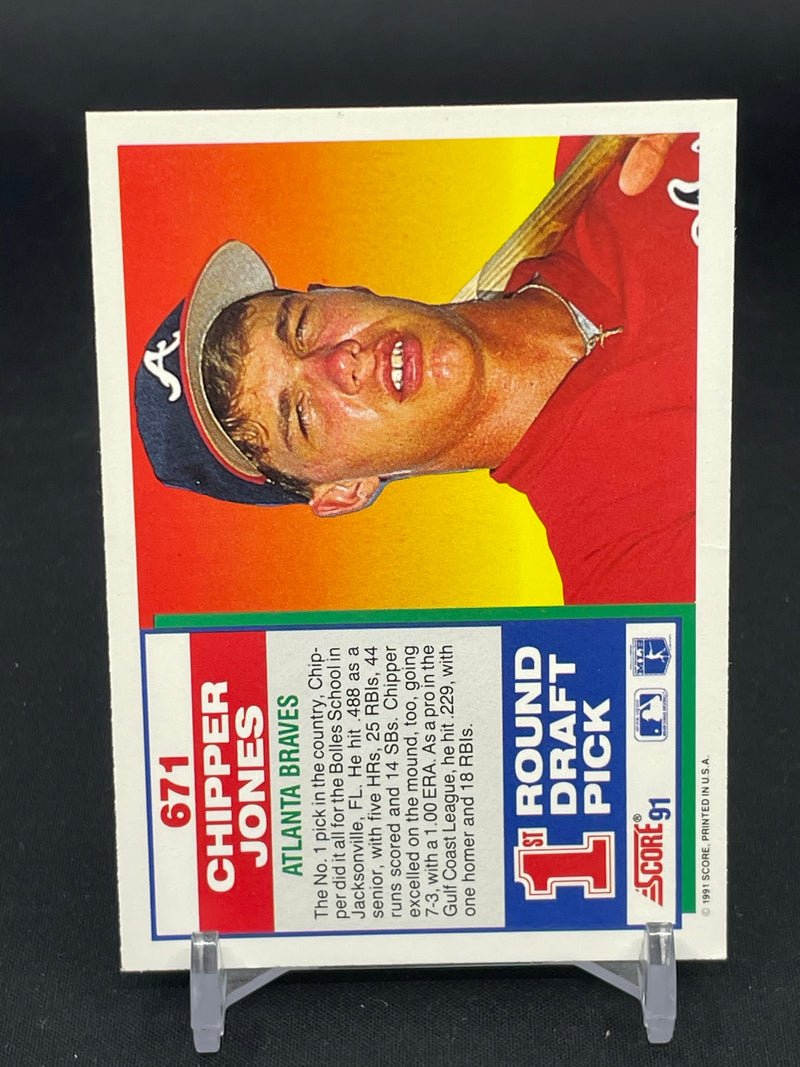 671
CHIPPER
JONES
ATLANTA BRAVES
The No. 1 pick in the country, Chip-
per did it all for the Bolles School in
Jacksonville, FL. He hit .488 as a
senior, with five HRs, 25 RBIs, 44
runs scored and 14 SBs. Chipper
excelled on the mound, too, going
7-3, with a 1.00 ERA. As a pro in the
Gulf Coast League, he hit .229, with
one homer and 18 RBIs.
1ST ROUND
DRAFT
PICK
SCORE® 91
MLB
© 1991 SCORE, PRINTED IN U.S.A.
A